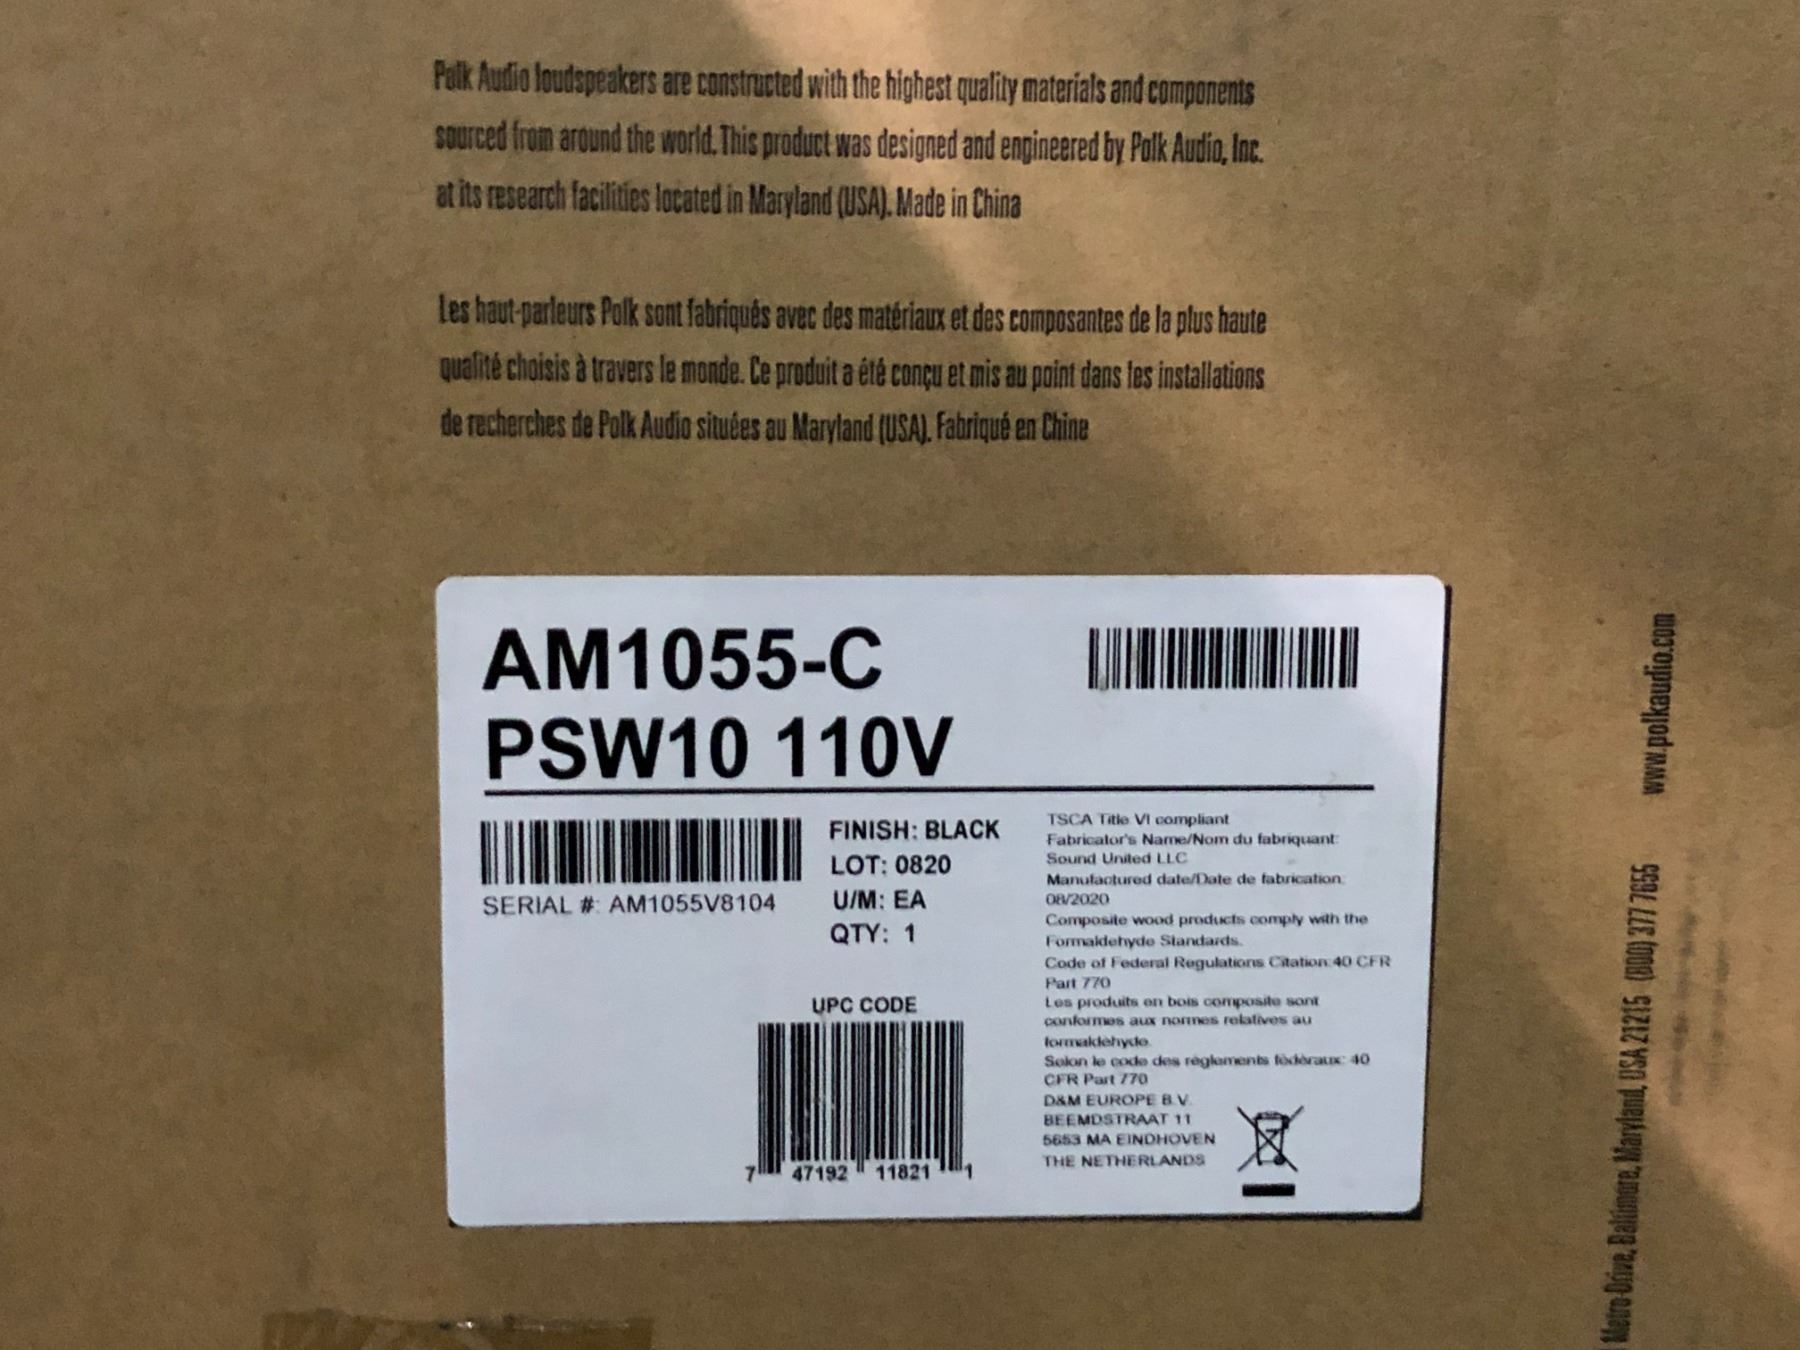 Polk Audio loudspeakers are constructed with the highest quality materials and components
sourced from around the world. This product was designed and engineered by Polk Audio, Inc.
at its research facilities located in Maryland (USA). Made in China
Les haut-parleurs Polk sont fabriqués avec des matériaux et des composantes de la plus haute
qualité choisis à travers le monde. Ce produit a été conçu et mis au point dans les installations
de recherches de Polk Audio situées au Maryland (USA). Fabriqué en Chine
AM1055-C
PSW10 110V
SERIAL #: AM1055V8104
FINISH: BLACK
LOT: 0820
U/M: EA
QTY: 1
UPC CODE
7 47192 11821 1
TSCA Title VI compliant
Fabricator's Name/Nom du fabriquant:
Sound United LLC
Manufactured date/Date de fabrication:
08/2020
Composite wood products comply with the
Formaldehyde Standards.
Code of Federal Regulations Citation:40 CFR
Part 770
Les produits en bois composite sont
conformes aux normes relatives au
formaldéhyde.
Selon le code des règlements fédéraux: 40
CFR Part 770
D&M EUROPE B.V.
BEEMDSTRAAT 11
5653 MA EINDHOVEN
THE NETHERLANDS
Metro Drive, Baltimore, Maryland, USA 21215 (800) 377 7655 www.polkaudio.com